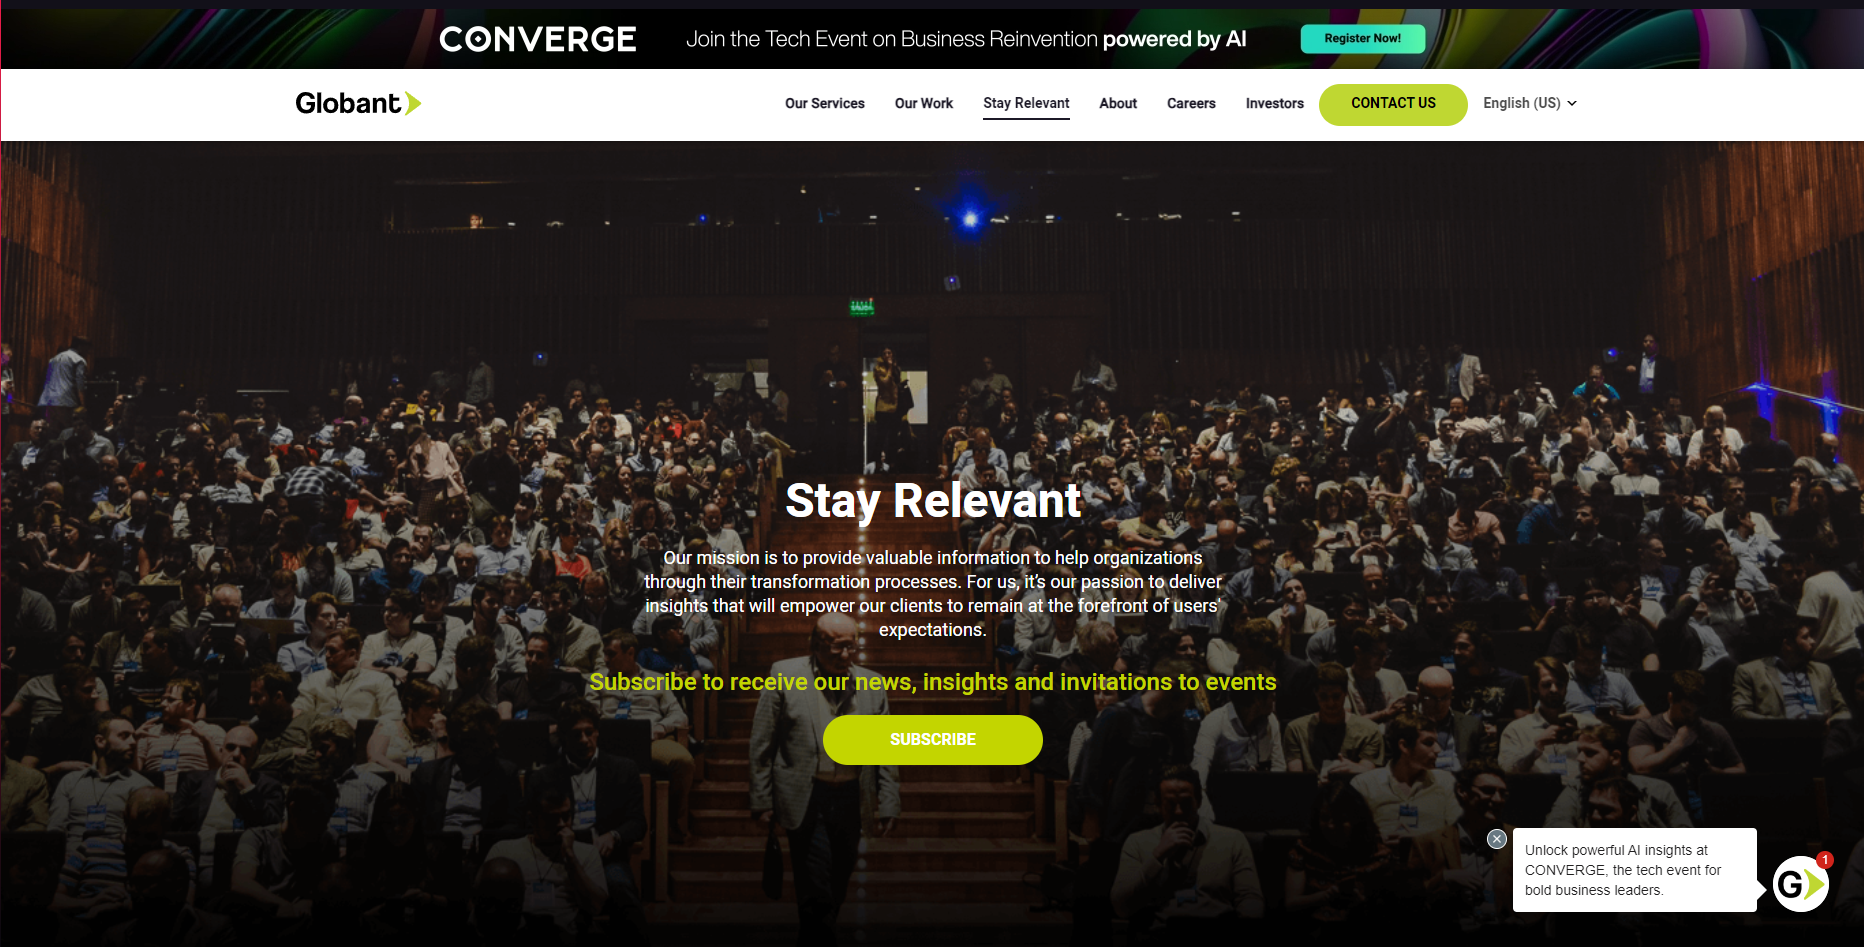 CONVERGE
Join the Tech Event on Business Reinvention powered by AI
Register Now!
Globant
Our Services
Our Work
Stay Relevant
About
Careers
Investors
CONTACT US
English (US)
Stay Relevant
Our mission is to provide valuable information to help organizations
through their transformation processes. For us, it's our passion to deliver
insights that will empower our clients to remain at the forefront of users'
expectations.
Subscribe to receive our news, insights and invitations to events
SUBSCRIBE
Unlock powerful AI insights at
CONVERGE, the tech event for
bold business leaders.
G
1